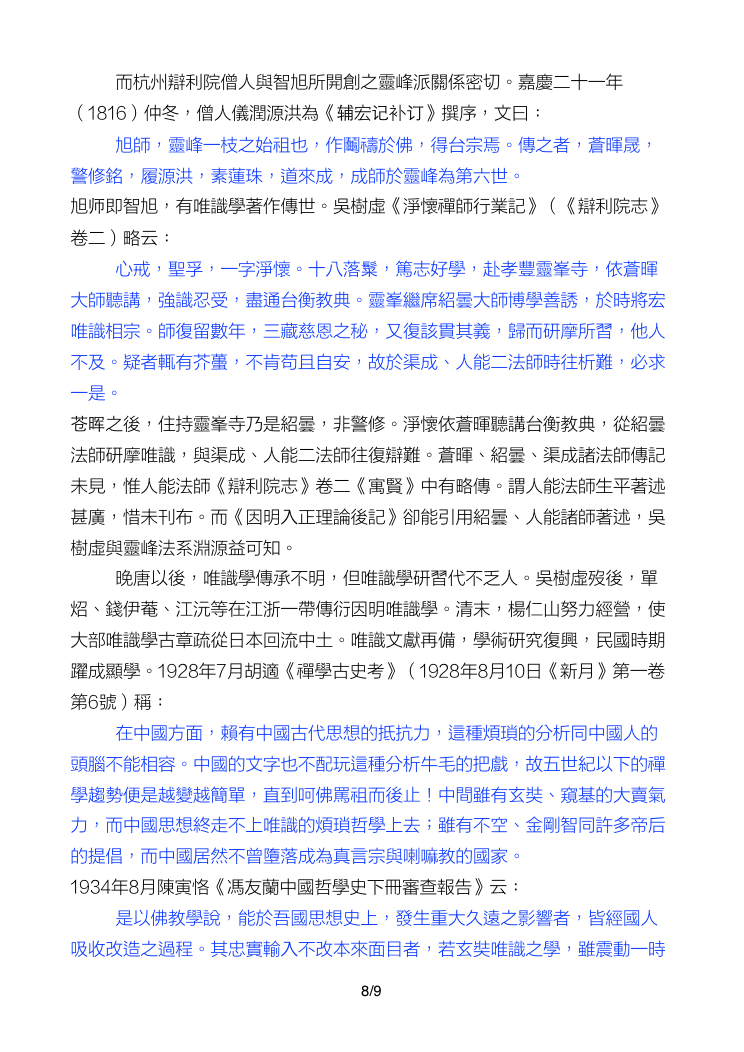 而杭州辯利院僧人與智旭所開創之靈峰派關係密切。嘉慶二十一年
（1816）仲冬，僧人儀潤源洪為《辅宏记补订》撰序，文曰：
旭師，靈峰一枝之始祖也，作鬮禱於佛，得台宗焉。傳之者，蒼暉晟，
警修銘，履源洪，素蓮珠，道來成，成師於靈峰為第六世。
旭师即智旭，有唯識學著作傳世。吳樹虛《淨懷禪師行業記》（《辯利院志》
卷二）略云：
心戒，聖孚，一字淨懷。十八落鬀，篤志好學，赴孝豐靈峯寺，依蒼暉
大師聽講，強識忍受，盡通台衡教典。靈峯繼席紹曇大師博學善誘，於時將宏
唯識相宗。師復留數年，三藏慈恩之秘，又復該貫其義，歸而研摩所習，他人
不及。疑者輒有芥蠆，不肯苟且自安，故於渠成、人能二法師時往析難，必求
一是。
苍晖之後，住持靈峯寺乃是紹曇，非警修。淨懷依蒼暉聽講台衡教典，從紹曇
法師研摩唯識，與渠成、人能二法師往復辯難。蒼暉、紹曇、渠成諸法師傳記
未見，惟人能法師《辯利院志》卷二《寓賢》中有略傳。謂人能法師生平著述
甚廣，惜未刊布。而《因明入正理論後記》卻能引用紹曇、人能諸師著述，吳
樹虛與靈峰法系淵源益可知。
晚唐以後，唯識學傳承不明，但唯識學研習代不乏人。吳樹虛歿後，單
炤、錢伊菴、江沅等在江浙一帶傳衍因明唯識學。清末，楊仁山努力經營，使
大部唯識學古章疏從日本回流中土。唯識文獻再備，學術研究復興，民國時期
躍成顯學。1928年7月胡適《禪學古史考》（1928年8月10日《新月》第一卷
第6號）稱：
在中國方面，賴有中國古代思想的抵抗力，這種煩瑣的分析同中國人的
頭腦不能相容。中國的文字也不配玩這種分析牛毛的把戲，故五世紀以下的禪
學趨勢便是越變越簡單，直到呵佛罵祖而後止！中間雖有玄奘、窺基的大賣氣
力，而中國思想終走不上唯識的煩瑣哲學上去；雖有不空、金剛智同許多帝后
的提倡，而中國居然不曾墮落成為真言宗與喇嘛教的國家。
1934年8月陳寅恪《馮友蘭中國哲學史下冊審查報告》云：
是以佛教學說，能於吾國思想史上，發生重大久遠之影響者，皆經國人
吸收改造之過程。其忠實輸入不改本來面目者，若玄奘唯識之學，雖震動一時
8/9